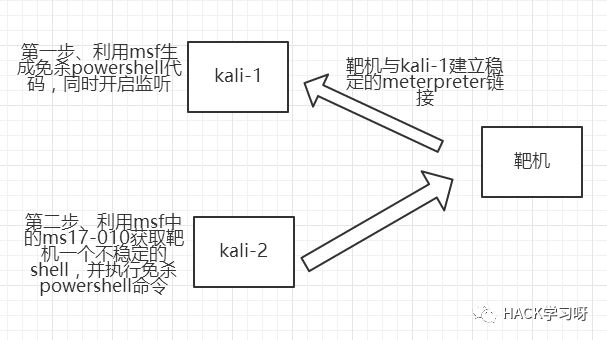 第一步、利用msf生
成免杀powershell代
码，同时开启监听
kali-1
靶机与kali-1建立稳
定的meterpreter链
接
靶机
第二步、利用msf中
的ms17-010获取靶
机一个不稳定的
shell，并执行免杀
powershell命令
kali-2
HACK学习呀